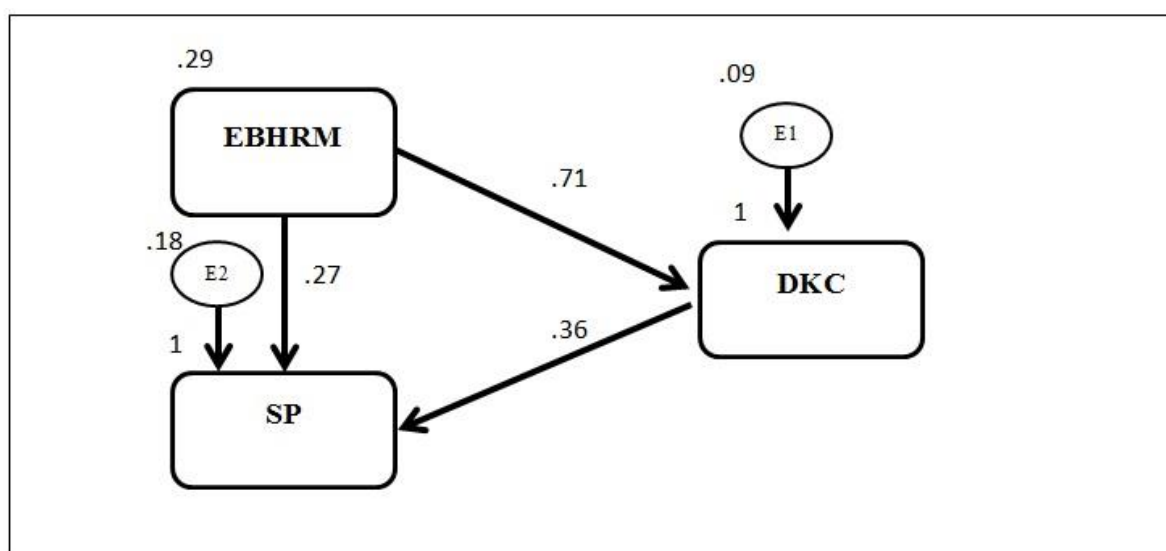 .29
.09
EBHRM
E1
.71
1
.18
E2
.27
DKC
.36
1
SP